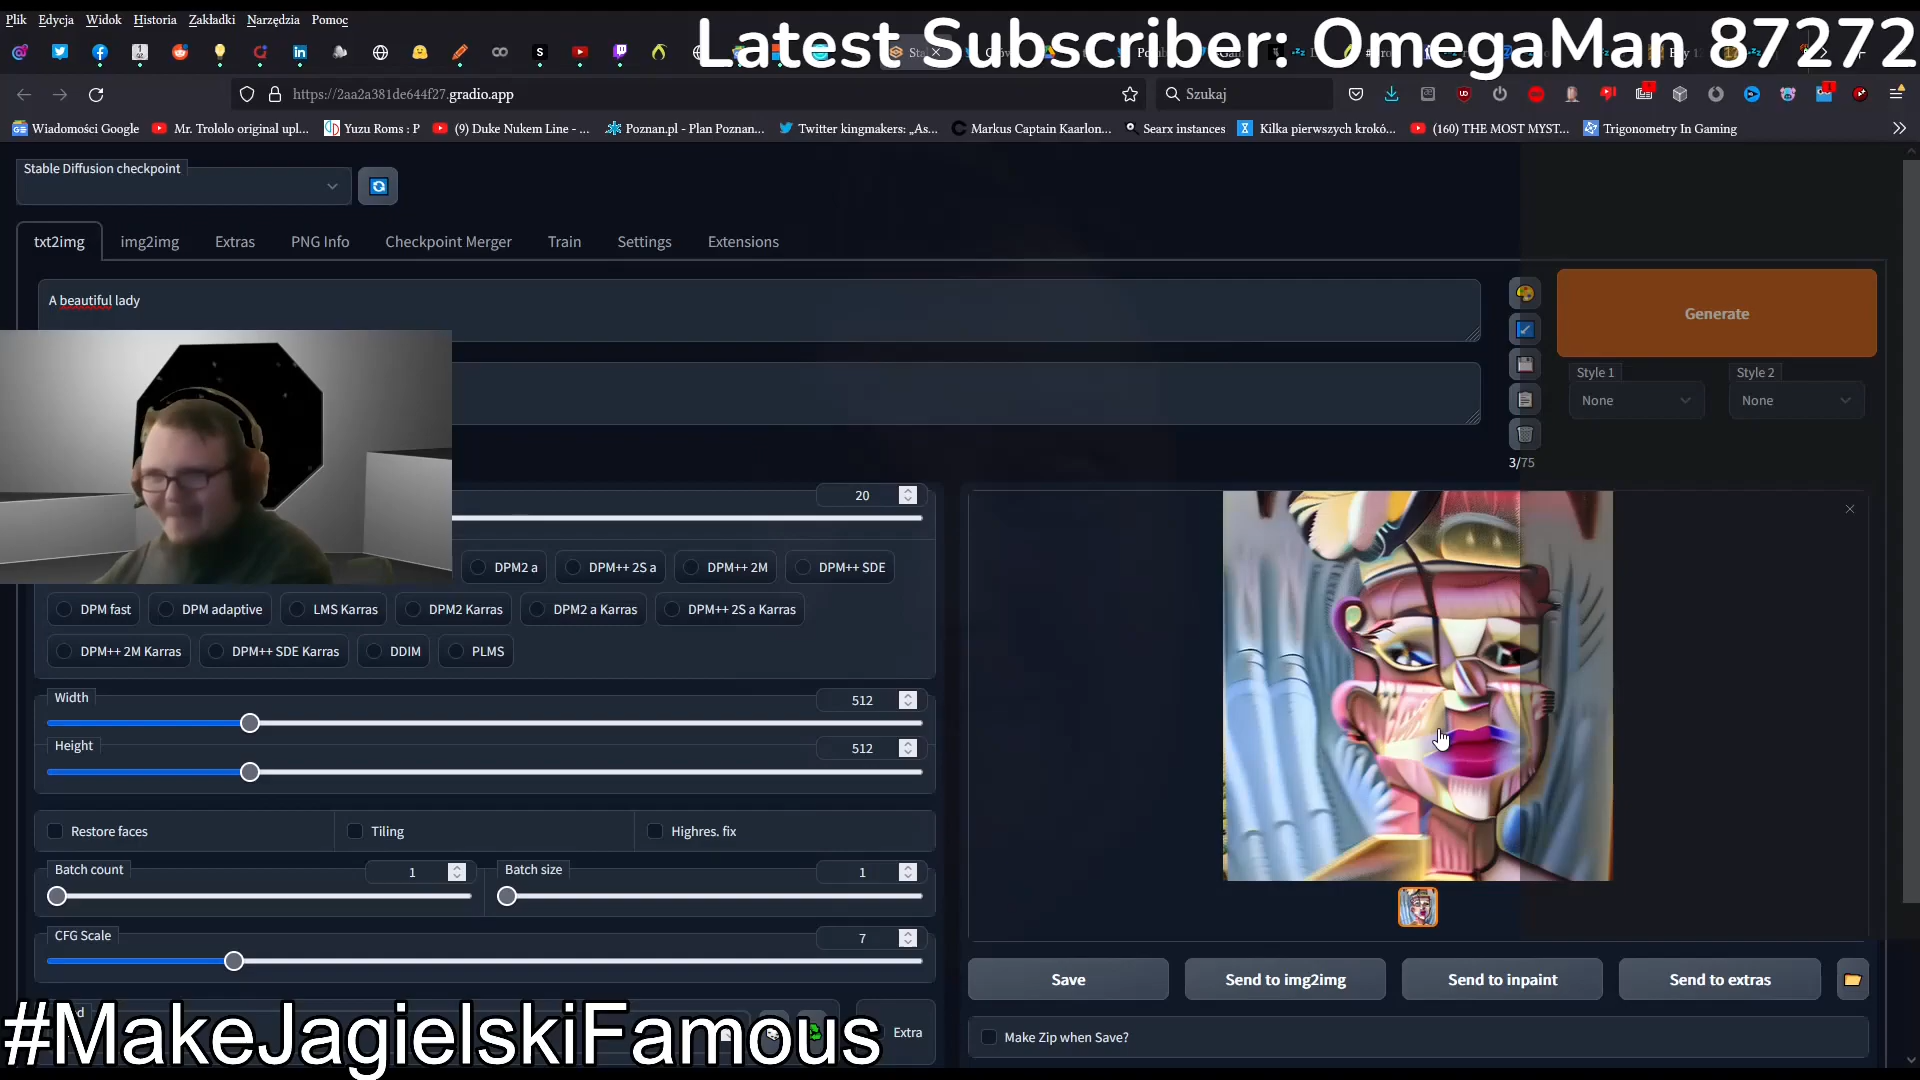 Plik Edycja Widok Historia Zakładki Narzędzia Pomoc
Latest Subscriber: OmegaMan 87272
https://2aa2a381de644f27.gradio.app
Szukaj
Wiadomości Google
Mr. Trololo original upl...
Yuzu Roms : P
(9) Duke Nukem Line - ...
Poznan.pl - Plan Poznan...
Twitter kingmakers: „As...
Markus Captain Kaarlon...
Searx instances
Kilka pierwszych krokó...
(160) THE MOST MYST...
Trigonometry In Gaming
Stable Diffusion checkpoint
txt2img img2img Extras PNG Info Checkpoint Merger Train Settings Extensions
A beautiful lady
Generate
Style 1
Style 2
None
None
3/75
20
DPM2 a DPM++ 2S a DPM++ 2M DPM++ SDE
DPM fast DPM adaptive LMS Karras DPM2 Karras DPM2 a Karras DPM++ 2S a Karras
DPM++ 2M Karras DPM++ SDE Karras DDIM PLMS
Width
512
Height
512
Restore faces Tiling Highres. fix
Batch count
1
Batch size
1
CFG Scale
7
Extra
Save Send to img2img Send to inpaint Send to extras
Make Zip when Save?
#MakeJagielskiFamous